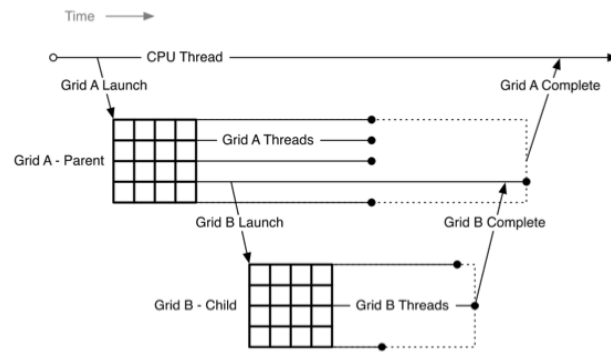 Time
CPU Thread
Grid A Launch
Grid A Complete
Grid A Threads
Grid A - Parent
Grid B Launch
Grid B Complete
Grid B - Child
Grid B Threads